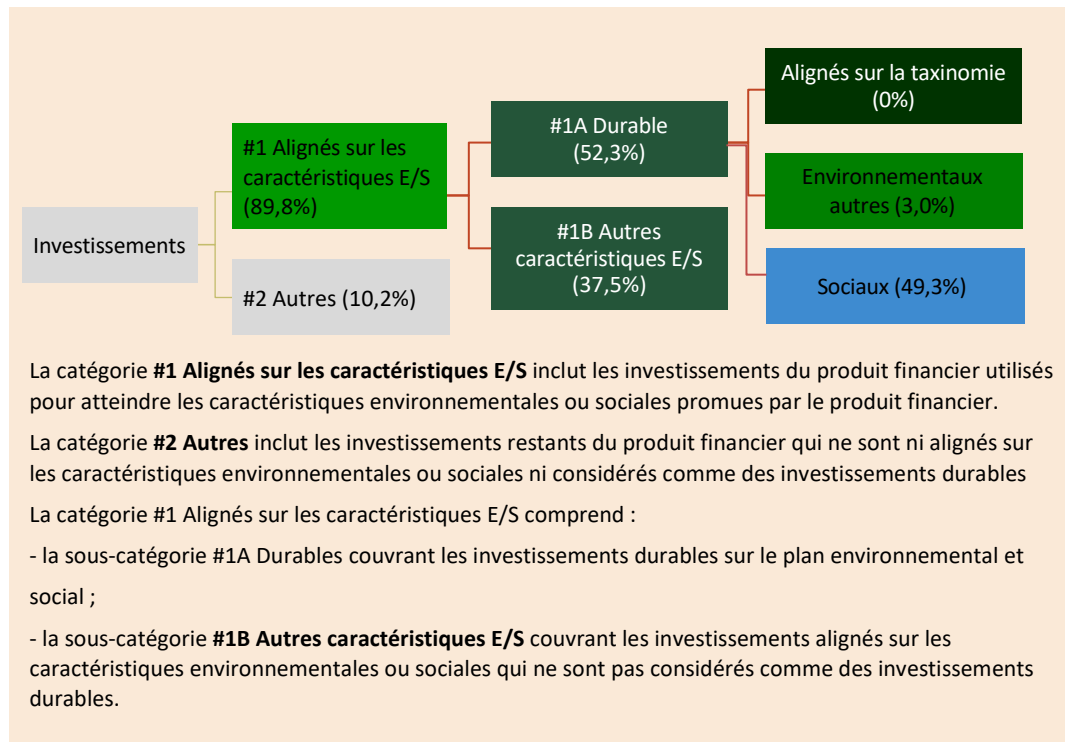 Investissements
#1 Alignés sur les
caractéristiques E/S
(89,8%)
#2 Autres (10,2%)
#1A Durable
(52,3%)
#1B Autres
caractéristiques E/S
(37,5%)
Alignés sur la taxinomie
(0%)
Environnementaux
autres (3,0%)
Sociaux (49,3%)
La catégorie #1 Alignés sur les caractéristiques E/S inclut les investissements du produit financier utilisés
pour atteindre les caractéristiques environnementales ou sociales promues par le produit financier.
La catégorie #2 Autres inclut les investissements restants du produit financier qui ne sont ni alignés sur
les caractéristiques environnementales ou sociales ni considérés comme des investissements durables
La catégorie #1 Alignés sur les caractéristiques E/S comprend :
- la sous-catégorie #1A Durables couvrant les investissements durables sur le plan environnemental et
social ;
- la sous-catégorie #1B Autres caractéristiques E/S couvrant les investissements alignés sur les
caractéristiques environnementales ou sociales qui ne sont pas considérés comme des investissements
durables.